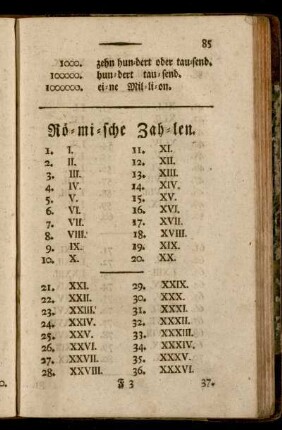 85
1000. zehn hun⸗dert oder tau⸗send.
100000. hun⸗dert tau⸗send.
1000000. ei⸗ne Mil⸗li⸗on.
Rö⸗mi⸗sche Zah⸗len.
1. I. 11. XI.
2. II. 12. XII.
3. III. 13. XIII.
4. IV. 14. XIV.
5. V. 15. XV.
6. VI. 16. XVI.
7. VII. 17. XVII.
8. VIII. 18. XVIII.
9. IX. 19. XIX.
10. X. 20. XX.
21. XXI. 29. XXIX.
22. XXII. 30. XXX.
23. XXIII. 31. XXXI.
24. XXIV. 32. XXXII.
25. XXV. 33. XXXIII.
26. XXVI. 34. XXXIV.
27. XXVII. 35. XXXV.
28. XXVIII. 36. XXXVI.
F 3 37.